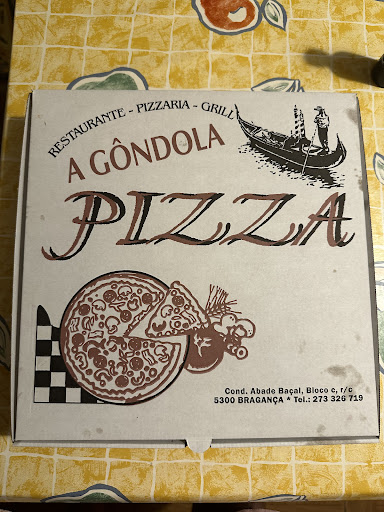 RESTAURANTE - PIZZARIA - GRILL
A GÔNDOLA
PIZZA
Cond. Abade Baçal, Bloco c, r/c
5300 BRAGANÇA * Tel.: 273 326 719